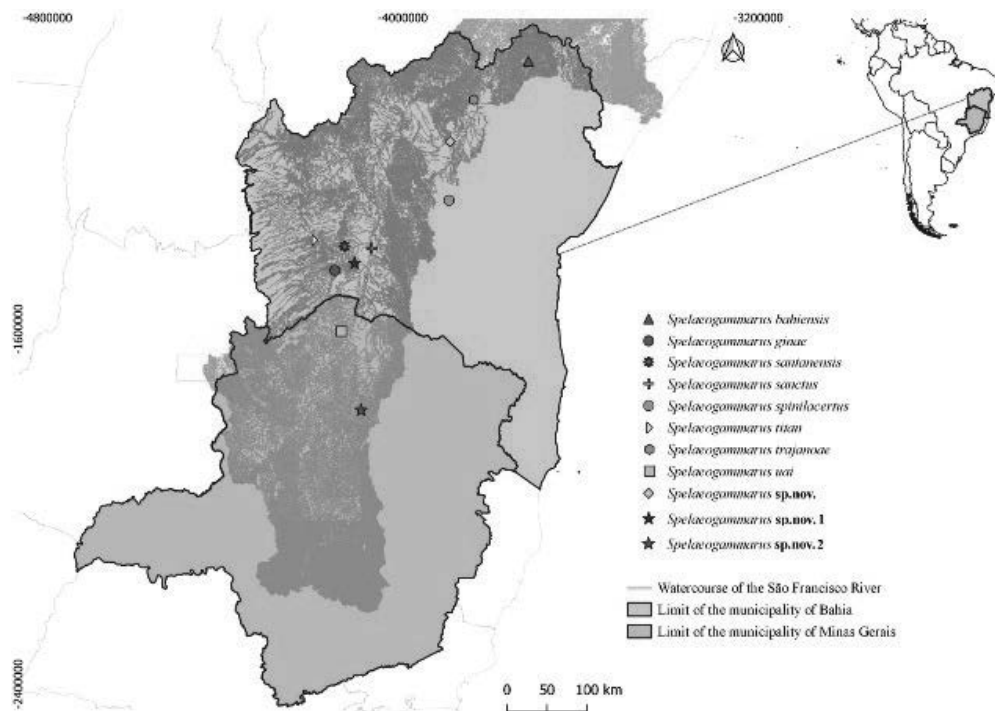 -4800000
-4000000
-3200000
-1600000
-2400000
Spelaeogammarus bahiensis
Spelaeogammarus ginae
Spelaeogammarus santanensis
Spelaeogammarus sanctus
Spelaeogammarus spinilacertus
Spelaeogammarus titan
Spelaeogammarus trajanoae
Spelaeogammarus uai
Spelaeogammarus sp.nov.
Spelaeogammarus sp.nov. 1
Spelaeogammarus sp.nov. 2
Watercourse of the São Francisco River
Limit of the municipality of Bahia
Limit of the municipality of Minas Gerais
0 50 100 km